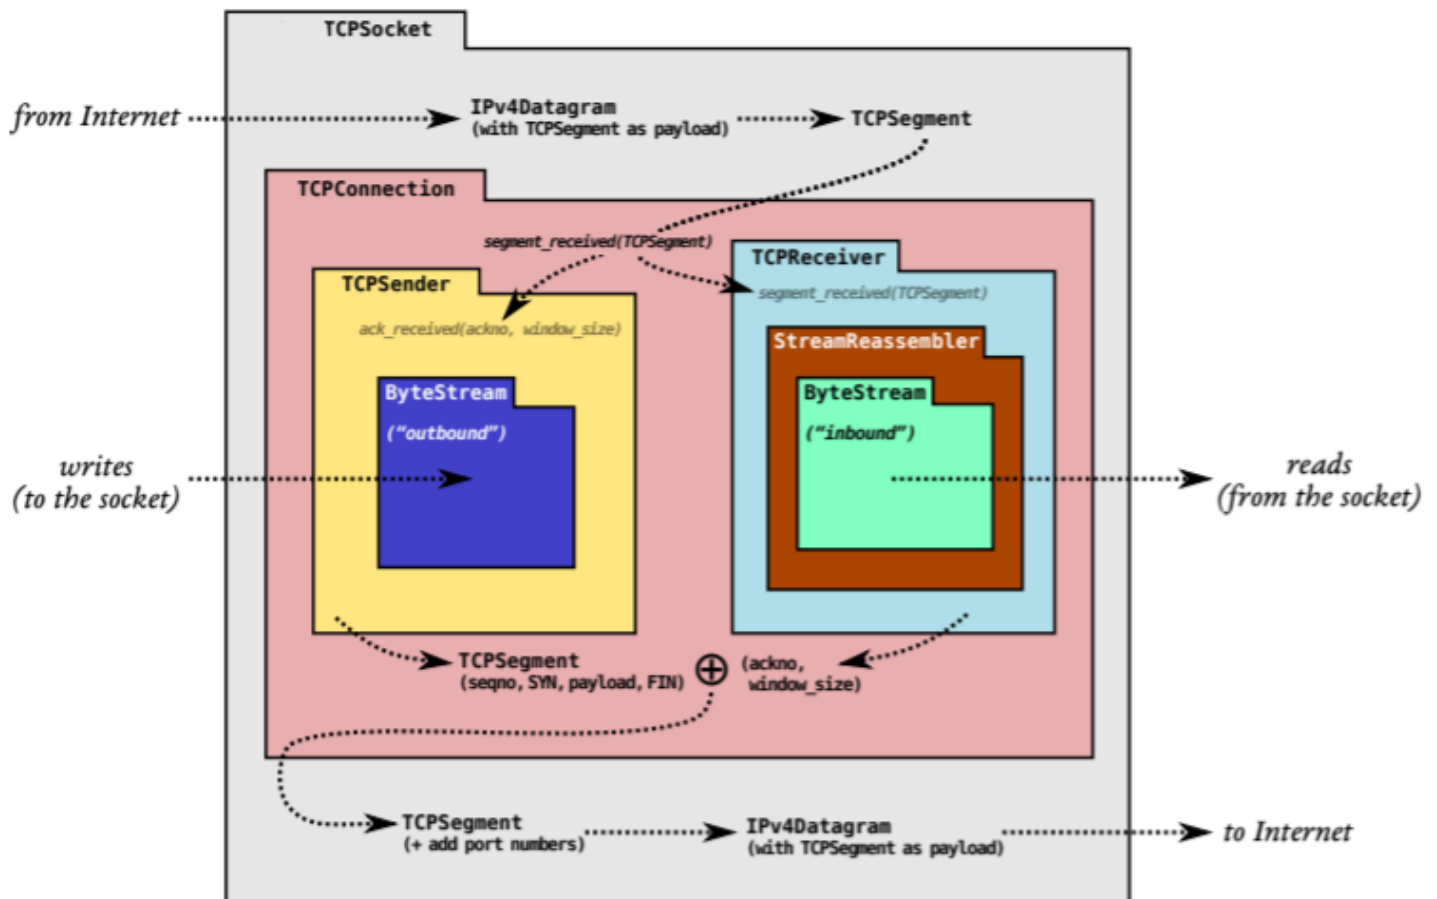 TCPSocket
from Internet
IPv4Datagram
(with TCPSegment as payload)
TCPSegment
TCPConnection
segment_received(TCPSegment)
TCPSender
ack_received(ackno, window_size)
ByteStream
(“outbound”)
TCPReceiver
segment_received(TCPSegment)
StreamReassembler
ByteStream
(“inbound”)
writes
(to the socket)
reads
(from the socket)
TCPSegment
(seqno, SYN, payload, FIN)
(ackno,
window_size)
TCPSegment
(+ add port numbers)
IPv4Datagram
(with TCPSegment as payload)
to Internet